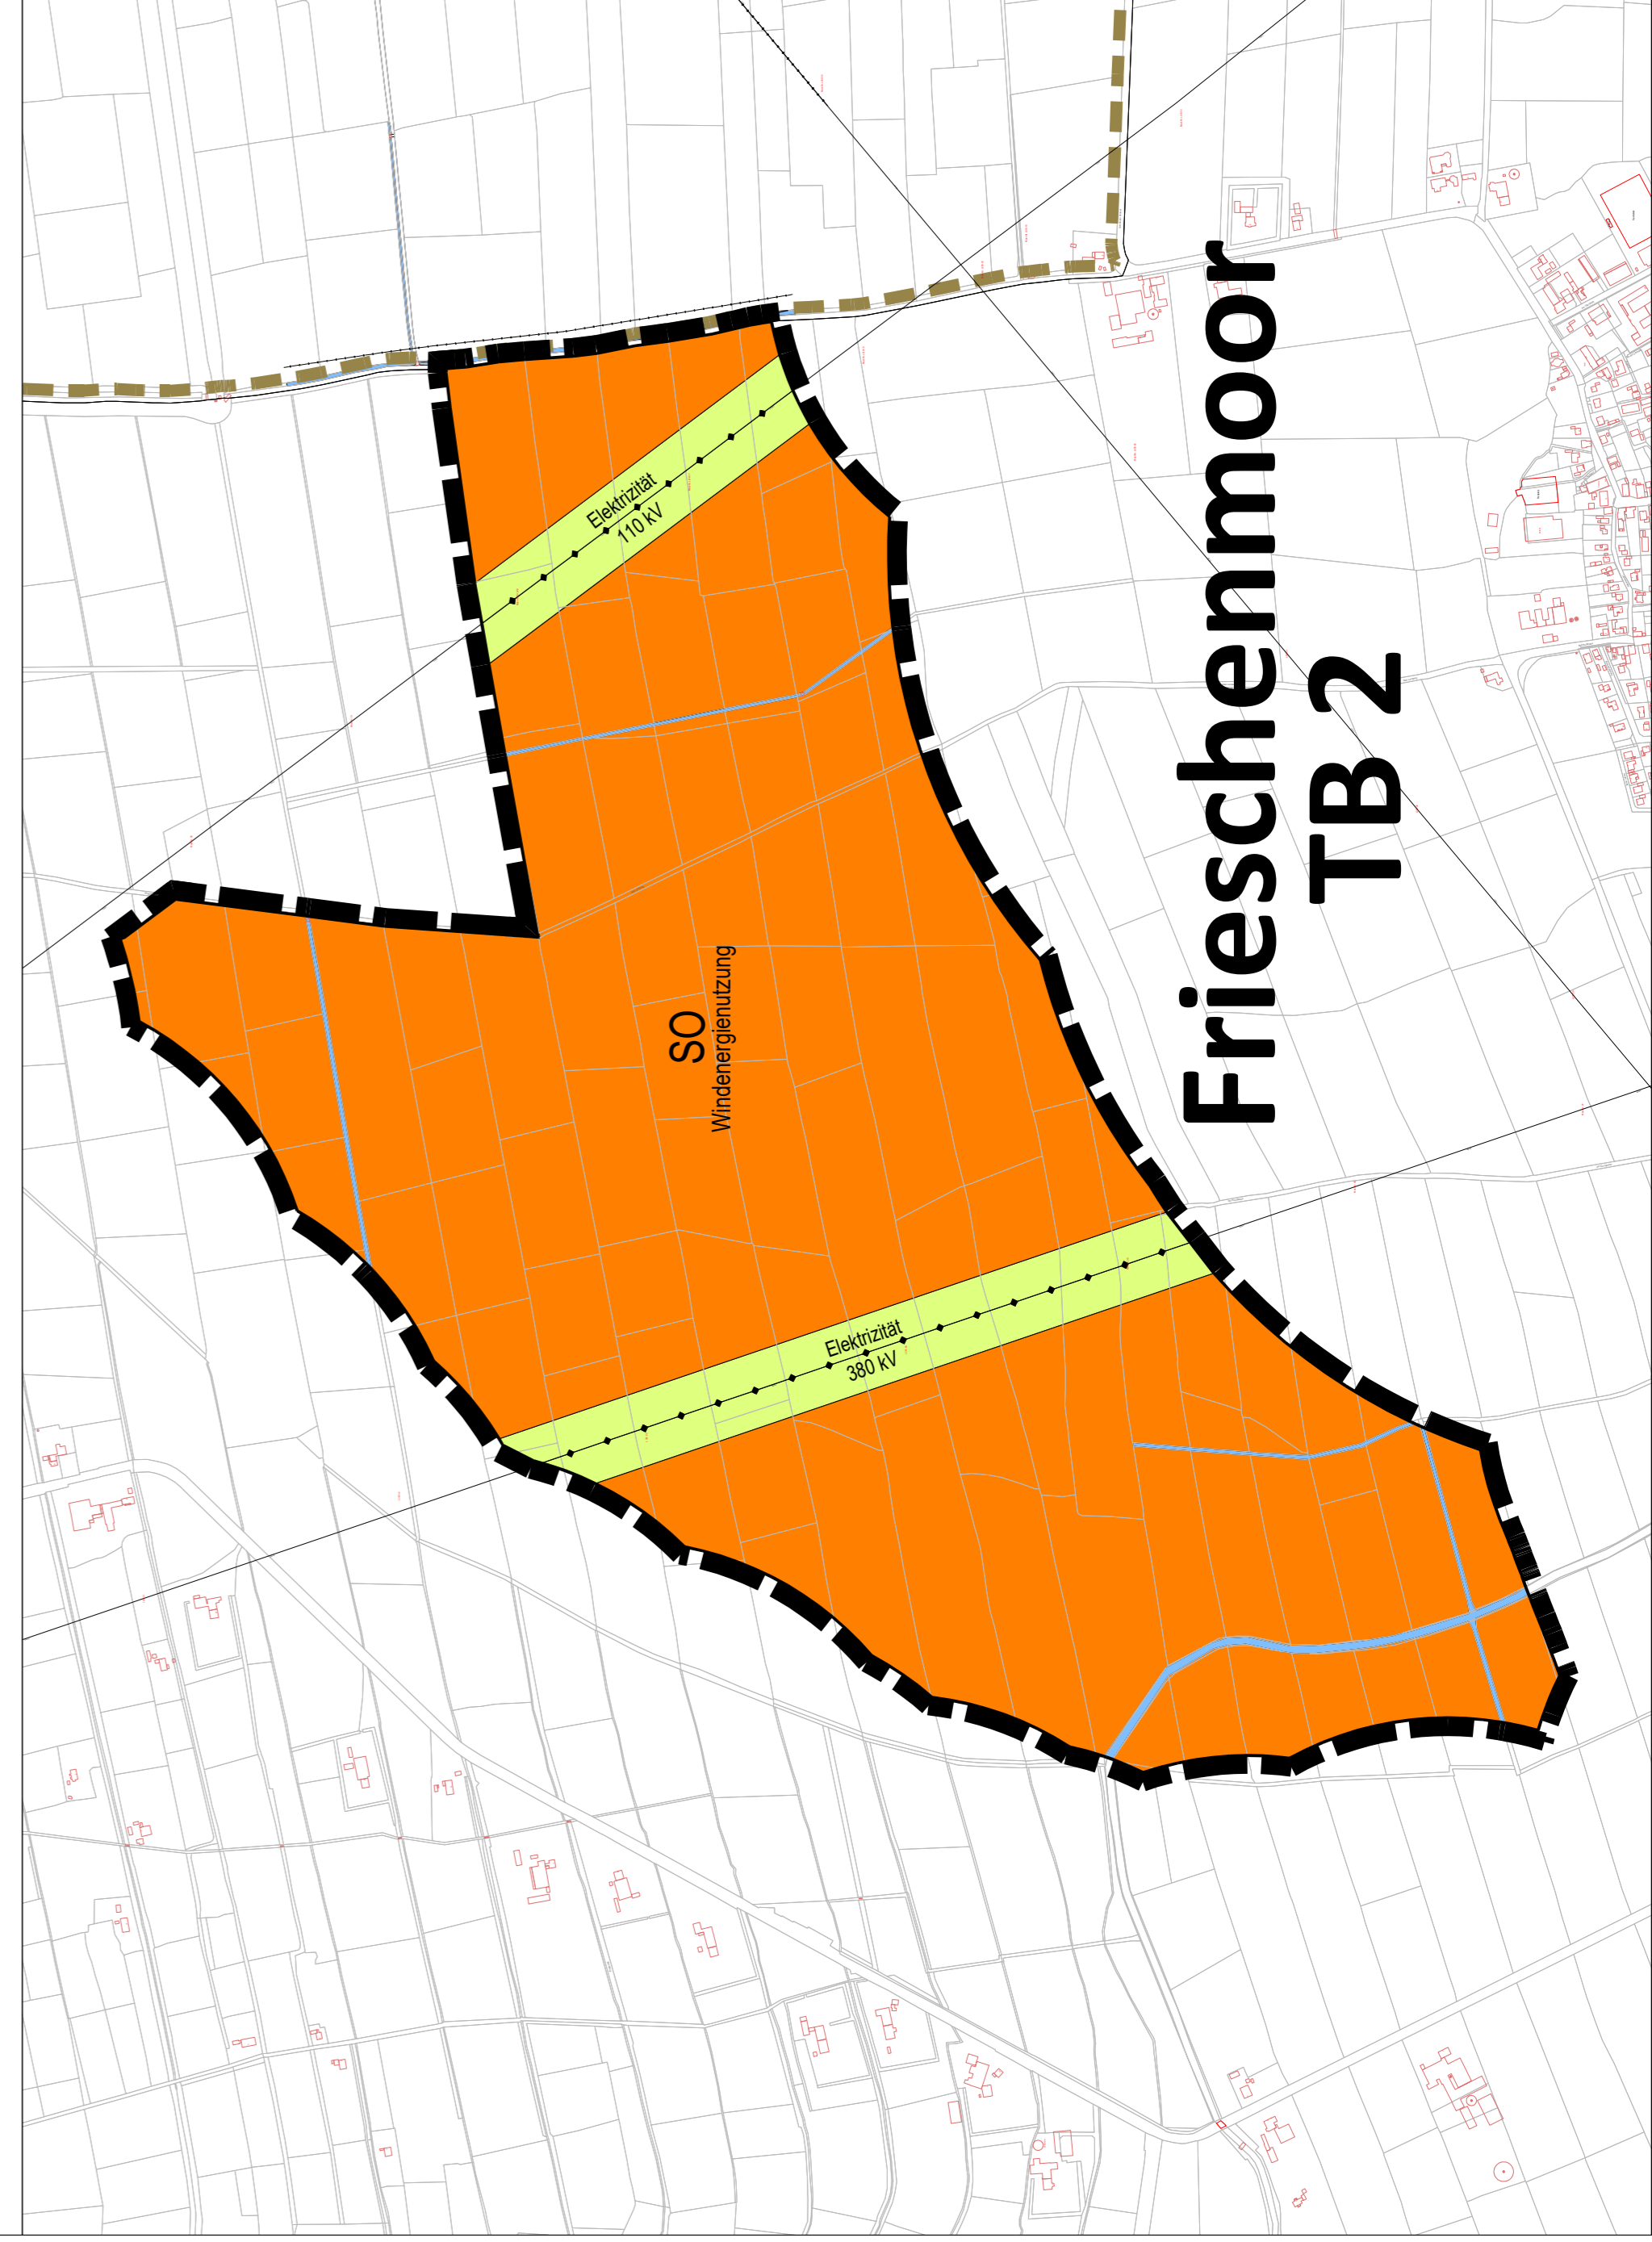 Frieschenmoor
TB 2
SO
Windenergienutzung
Elektrizität
110 kV
Elektrizität
380 kV